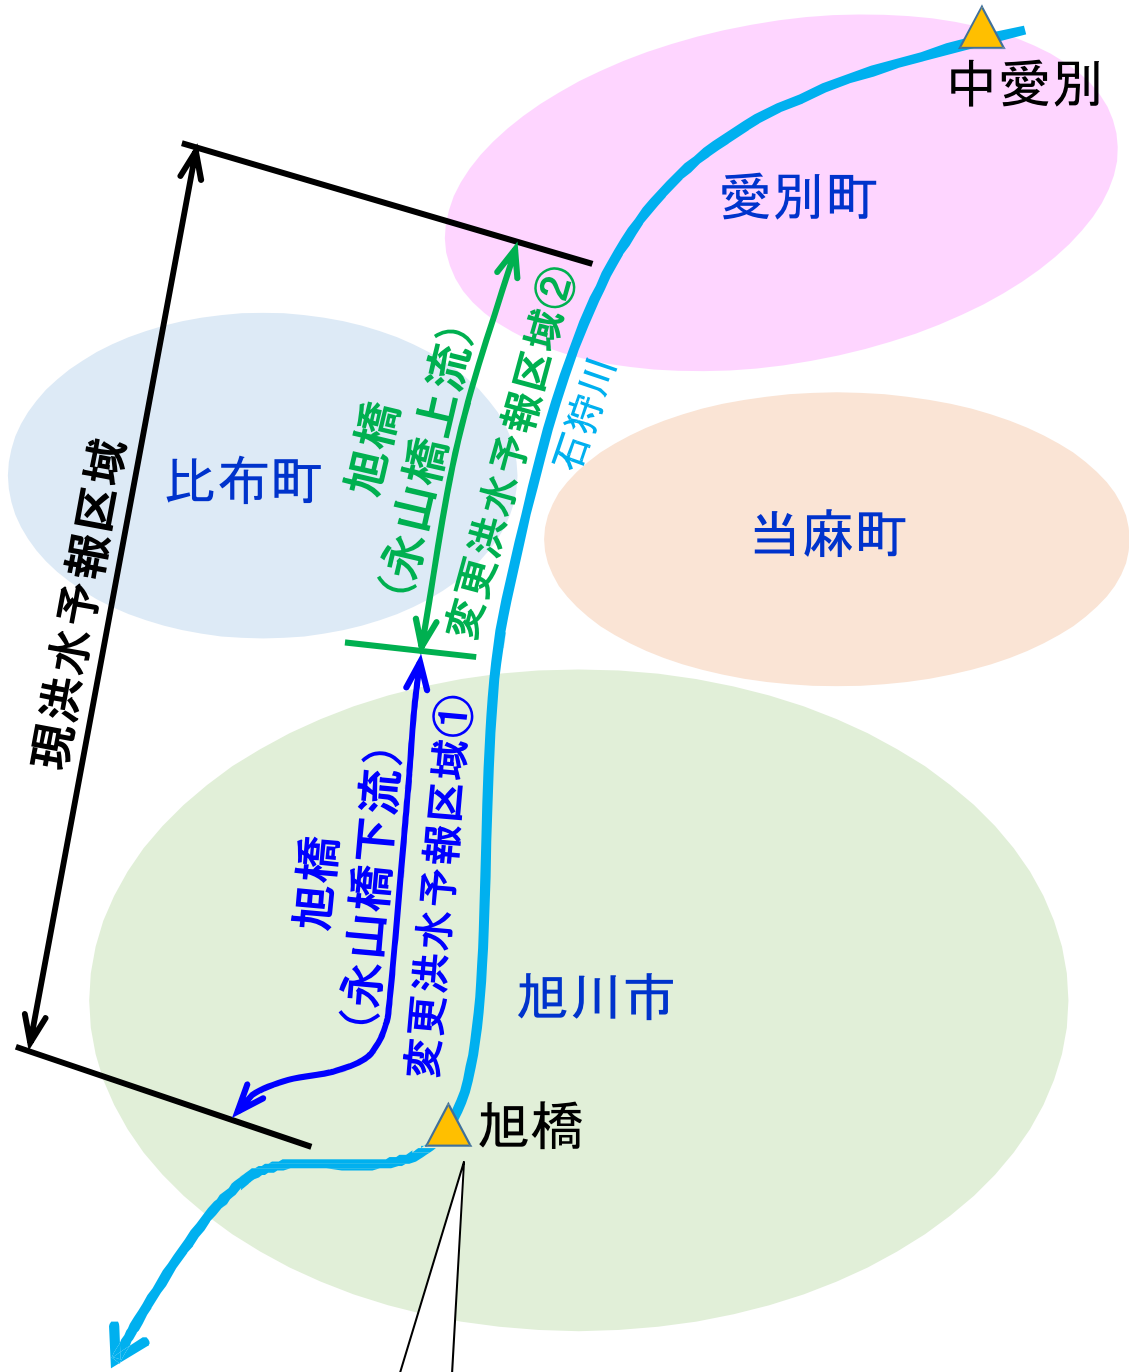 中愛別
愛別町
現洪水予報区域
比布町
旭橋
（永山橋上流）
変更洪水予報区域②
石狩川
当麻町
旭橋
（永山橋下流）
変更洪水予報区域①
旭川市
旭橋